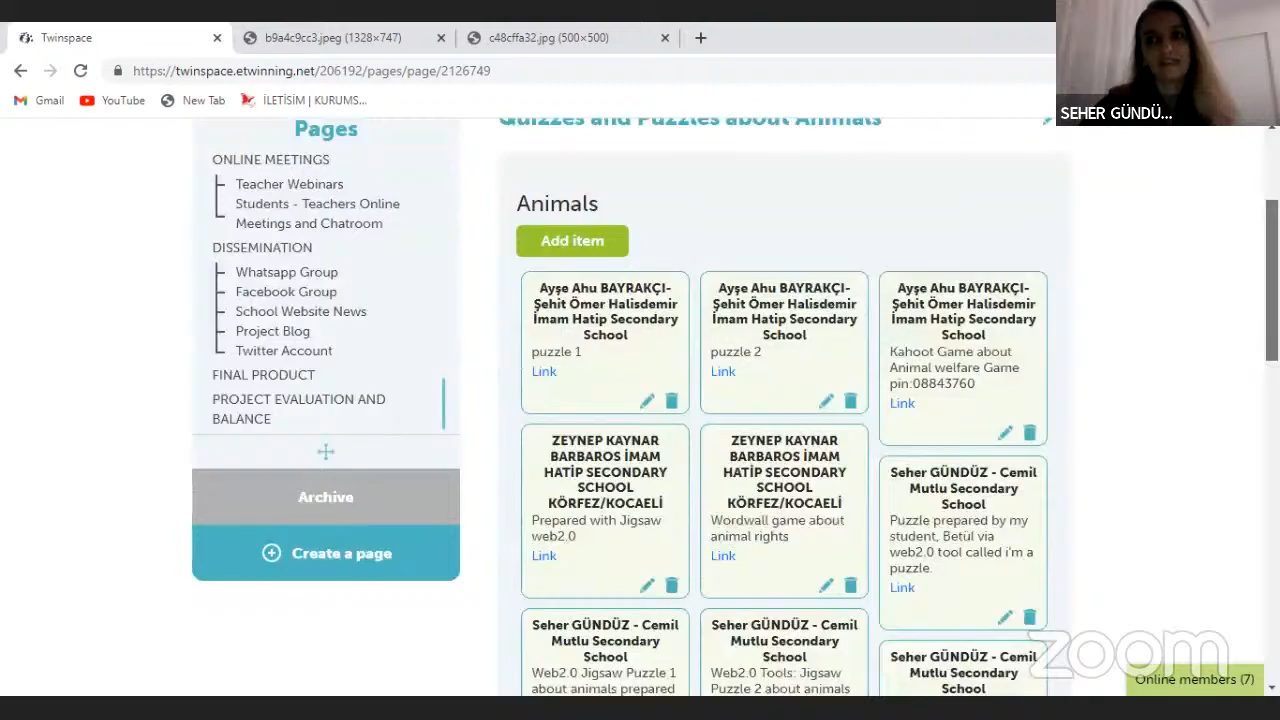 Twinspace
b9a4c9cc3.jpeg (1328×747)
c48cffa32.jpg (500×500)
https://twinspace.etwinning.net/206192/pages/page/2126749
Gmail
YouTube
New Tab
İLETİSİM | KURUMS...
SEHER GÜNDÜ...
Pages
ONLINE MEETINGS
Teacher Webinars
Students - Teachers Online
Meetings and Chatroom
DISSEMINATION
Whatsapp Group
Facebook Group
School Website News
Project Blog
Twitter Account
FINAL PRODUCT
PROJECT EVALUATION AND
BALANCE
Archive
Create a page
Quizzes and Puzzles about Animals
Animals
Add item
Ayşe Ahu BAYRAKÇI-
Şehit Ömer Halisdemir
İmam Hatip Secondary
School
puzzle 1
Link
Ayşe Ahu BAYRAKÇI-
Şehit Ömer Halisdemir
İmam Hatip Secondary
School
puzzle 2
Link
Ayşe Ahu BAYRAKÇI-
Şehit Ömer Halisdemir
İmam Hatip Secondary
School
Kahoot Game about
Animal welfare Game
pin:08843760
Link
ZEYNEP KAYNAR
BARBAROS İMAM
HATİP SECONDARY
SCHOOL
KÖRFEZ/KOCAELİ
Prepared with Jigsaw
web2.0
Link
ZEYNEP KAYNAR
BARBAROS İMAM
HATİP SECONDARY
SCHOOL
KÖRFEZ/KOCAELİ
Wordwall game about
animal rights
Link
Seher GÜNDÜZ - Cemil
Mutlu Secondary
School
Puzzle prepared by my
student, Betül via
web2.0 tool called i'm a
puzzle.
Link
Seher GÜNDÜZ - Cemil
Mutlu Secondary
School
Web2.0 Jigsaw Puzzle 1
about animals prepared
Seher GÜNDÜZ - Cemil
Mutlu Secondary
School
Web2.0 Tools: Jigsaw
Puzzle 2 about animals
Seher GÜNDÜZ - Cemil
Mutlu Secondary
School
zoom
Online members (7)